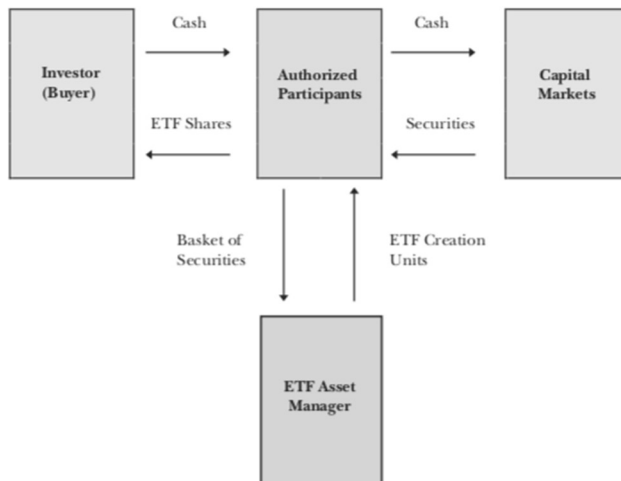 Cash
Cash
Investor
(Buyer)
Authorized
Participants
Capital
Markets
ETF Shares
Securities
Basket of
Securities
ETF Creation
Units
ETF Asset
Manager